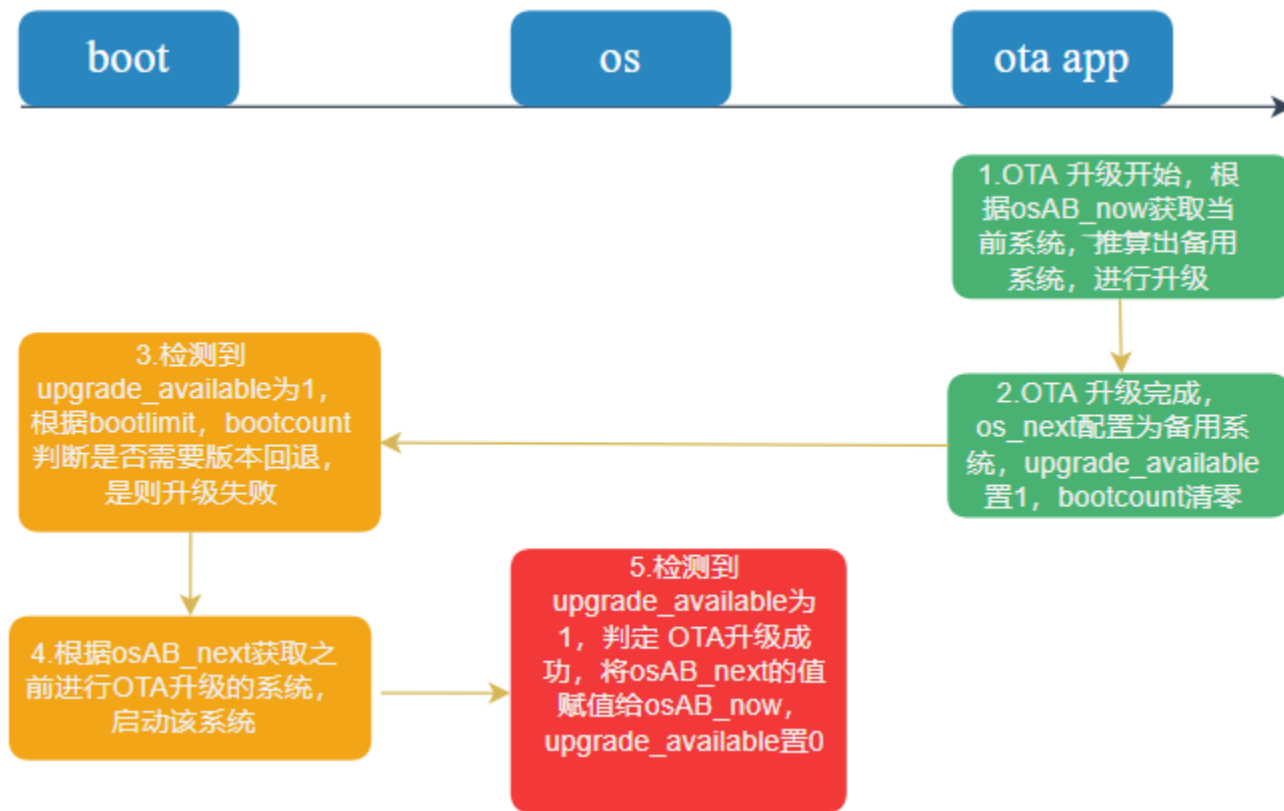 boot
os
ota app
1.OTA 升级开始，根
据osAB_now获取当
前系统，推算出备用
系统，进行升级
2.OTA 升级完成，
os_next配置为备用系
统，upgrade_available
置1，bootcount清零
3.检测到
upgrade_available为1，
根据bootlimit，bootcount
判断是否需要版本回退，
是则升级失败
4.根据osAB_next获取之
前进行OTA升级的系统，
启动该系统
5.检测到
upgrade_available为
1，判定 OTA升级成
功，将osAB_next的值
赋值给osAB_now，
upgrade_available置0